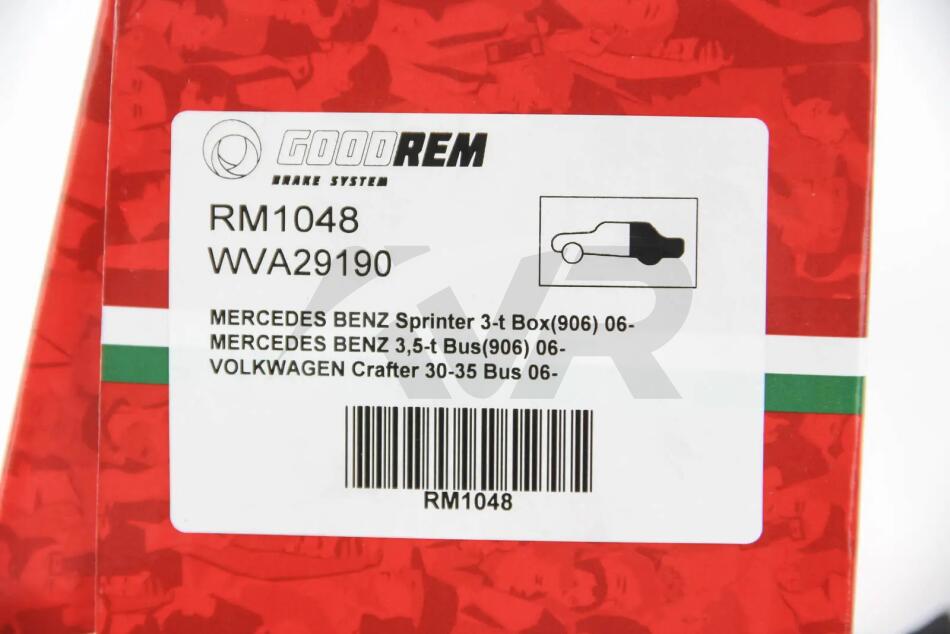 GOODREM
BRAKE SYSTEM
RM1048
WVA29190
MERCEDES BENZ Sprinter 3-t Box(906) 06-
MERCEDES BENZ 3,5-t Bus(906) 06-
VOLKWAGEN Crafter 30-35 Bus 06-
RM1048